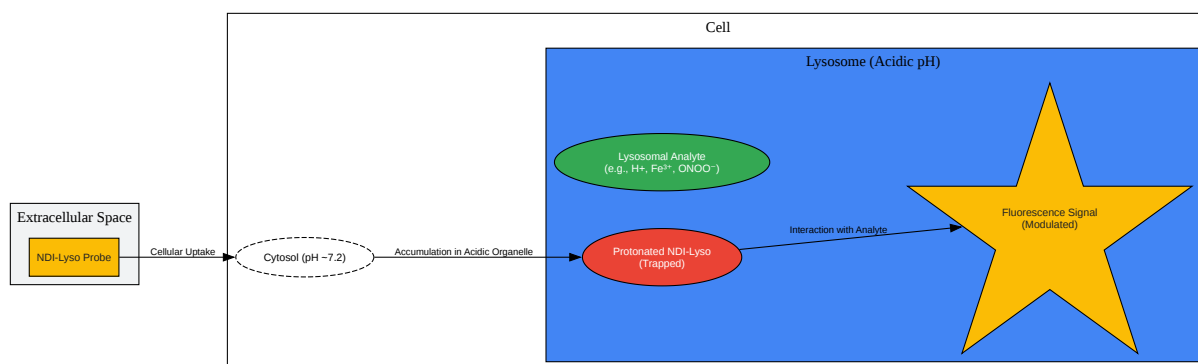 Cell
Lysosome (Acidic pH)
Lysosomal Analyte
(e.g., H+, Fe³⁺, ONOO⁻)
Extracellular Space
NDI-Lyso Probe
Cellular Uptake
Cytosol (pH ~7.2)
Accumulation in Acidic Organelle
Protonated NDI-Lyso
(Trapped)
Interaction with Analyte
Fluorescence Signal
(Modulated)